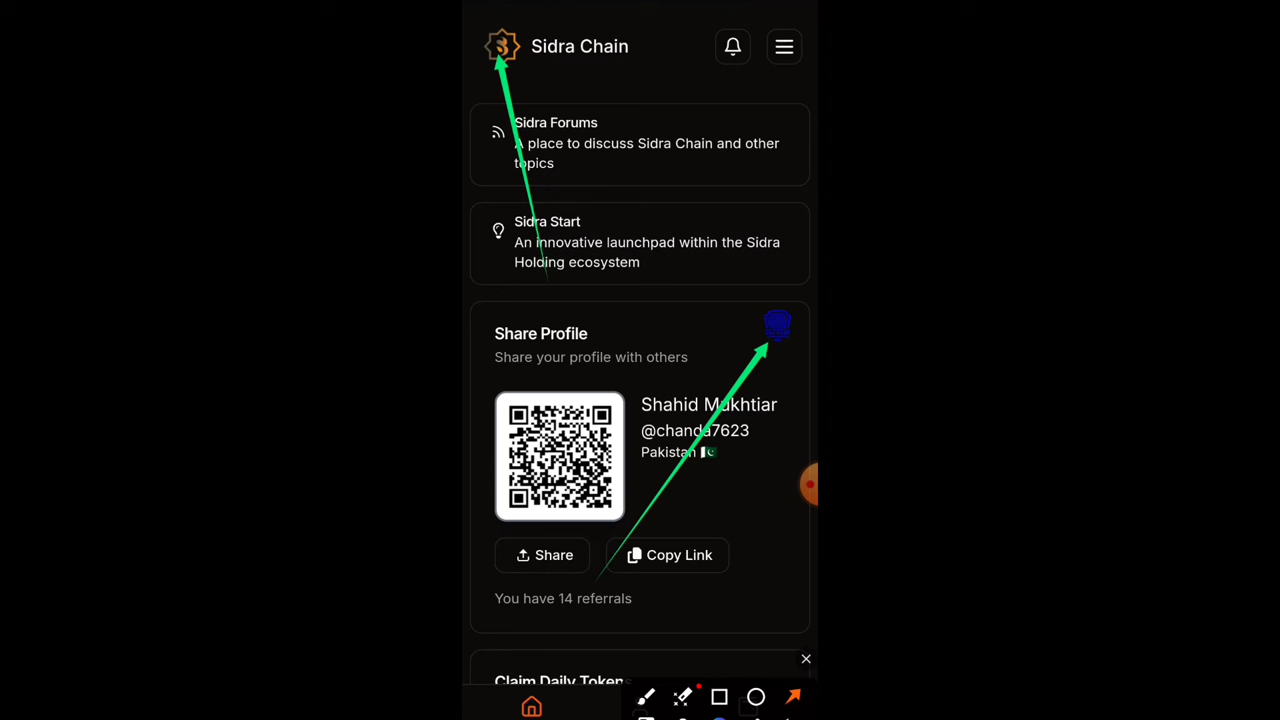 Sidra Chain
Sidra Forums
A place to discuss Sidra Chain and other
topics
Sidra Start
An innovative launchpad within the Sidra
Holding ecosystem
Share Profile
Share your profile with others
Shahid Mukhtiar
@chanda7623
Pakistan
Share
Copy Link
You have 14 referrals
Claim Daily Tokens